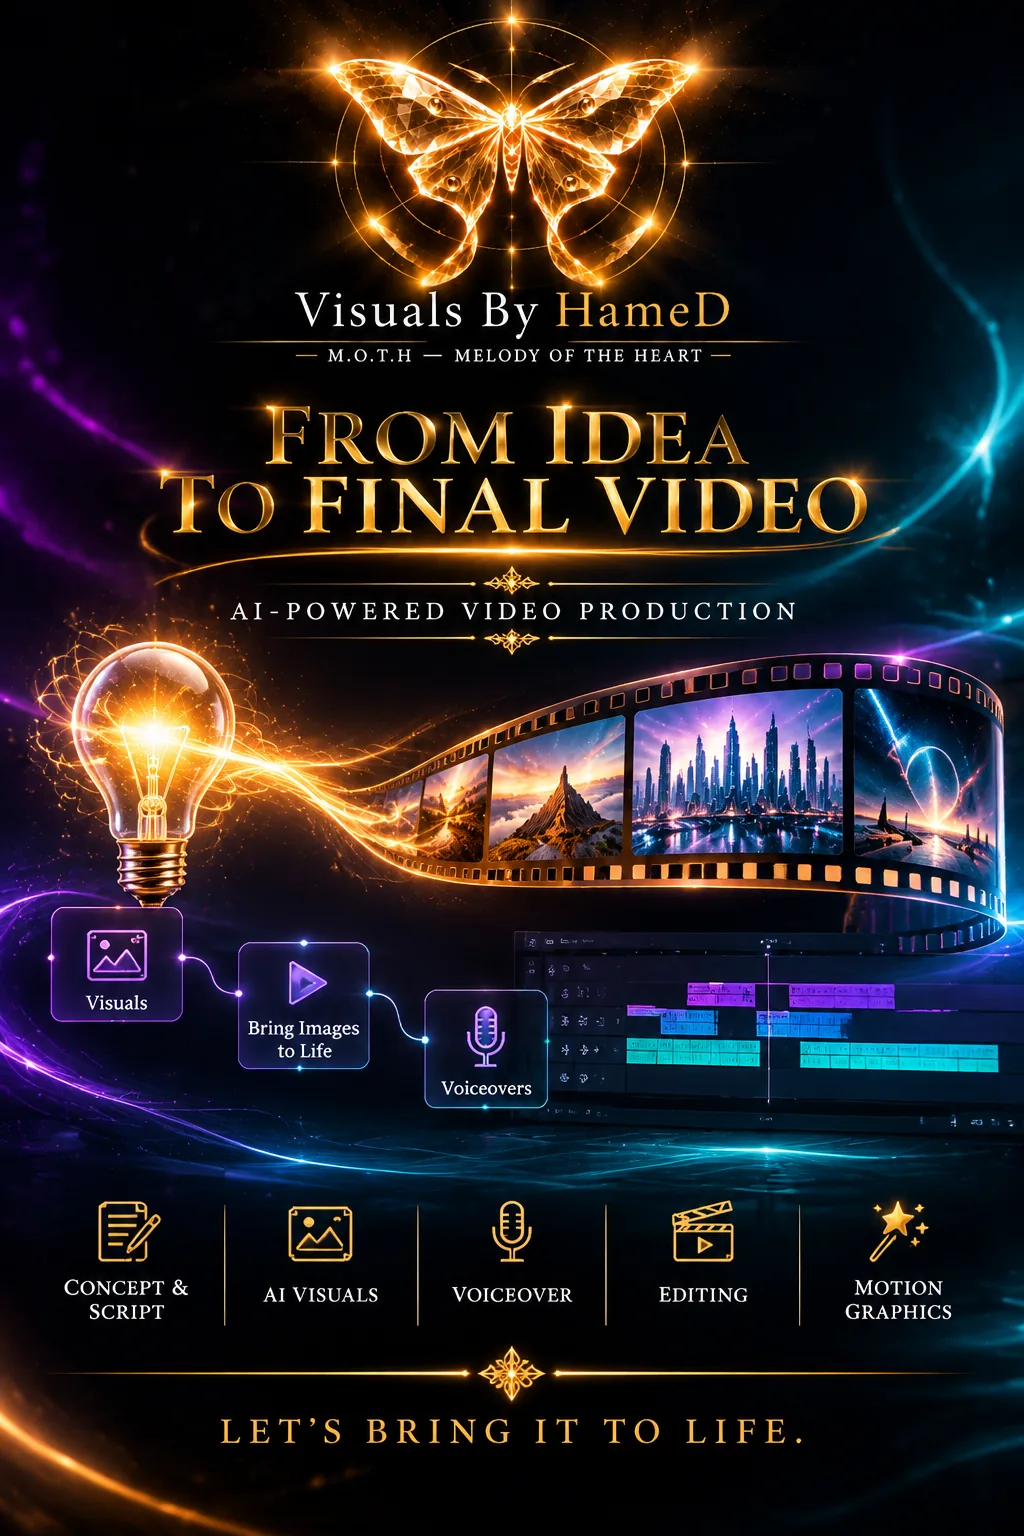 Visuals By HameD
— M.O.T.H — MELODY OF THE HEART —
FROM IDEA
TO FINAL VIDEO
AI-POWERED VIDEO PRODUCTION
Visuals
Bring Images
to Life
Voiceovers
CONCEPT &
SCRIPT
AI VISUALS
VOICEOVER
EDITING
MOTION
GRAPHICS
LET'S BRING IT TO LIFE.